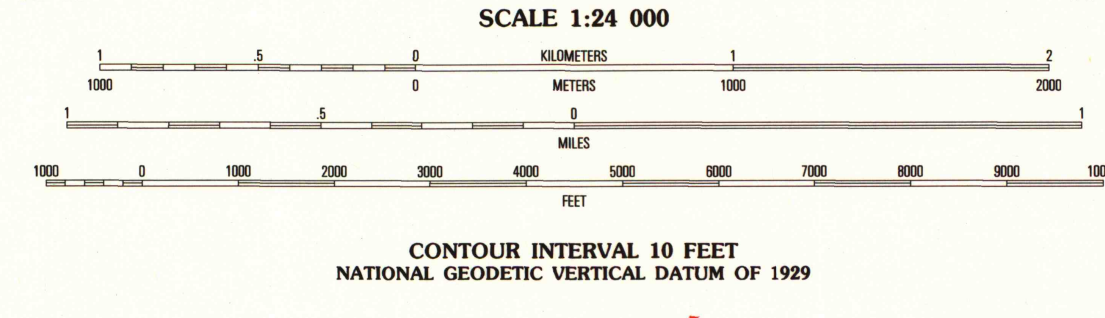 SCALE 1:24 000
1 .5 0 KILOMETERS 1 2
1000 0 METERS 1000 2000
1 .5 0 1
MILES
1000 0 1000 2000 3000 4000 5000 6000 7000 8000 9000 100
FEET
CONTOUR INTERVAL 10 FEET
NATIONAL GEODETIC VERTICAL DATUM OF 1929